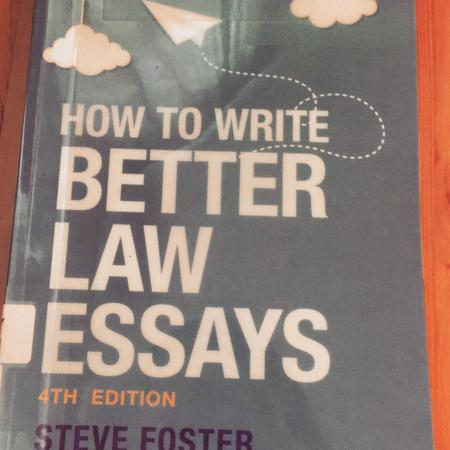 HOW TO WRITE
BETTER
LAW
ESSAYS
4TH EDITION
STEVE FOSTER